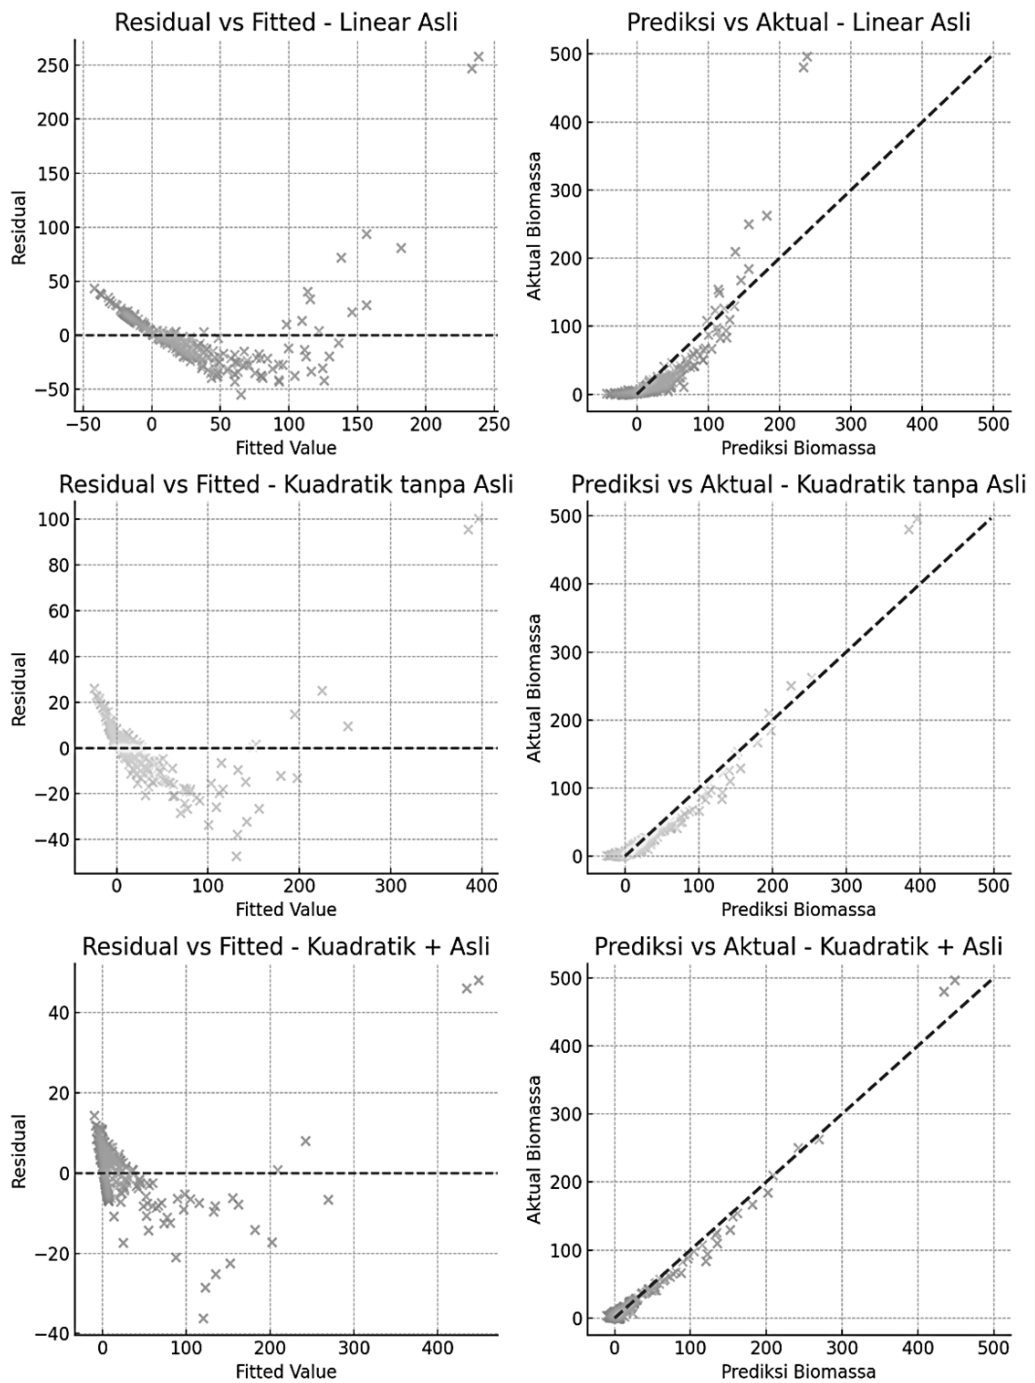 Residual vs Fitted - Linear Asli
Prediksi vs Aktual - Linear Asli
250
200
150
100
50
0
−50
Residual
−50 0 50 100 150 200 250
Fitted Value
500
400
300
200
100
0
Aktual Biomassa
0 100 200 300 400 500
Prediksi Biomassa
Residual vs Fitted - Kuadratik tanpa Asli
Prediksi vs Aktual - Kuadratik tanpa Asli
100
80
60
40
20
0
−20
−40
Residual
0 100 200 300 400
Fitted Value
500
400
300
200
100
0
Aktual Biomassa
0 100 200 300 400 500
Prediksi Biomassa
Residual vs Fitted - Kuadratik + Asli
Prediksi vs Aktual - Kuadratik + Asli
40
20
0
−20
−40
Residual
0 100 200 300 400
Fitted Value
500
400
300
200
100
0
Aktual Biomassa
0 100 200 300 400 500
Prediksi Biomassa